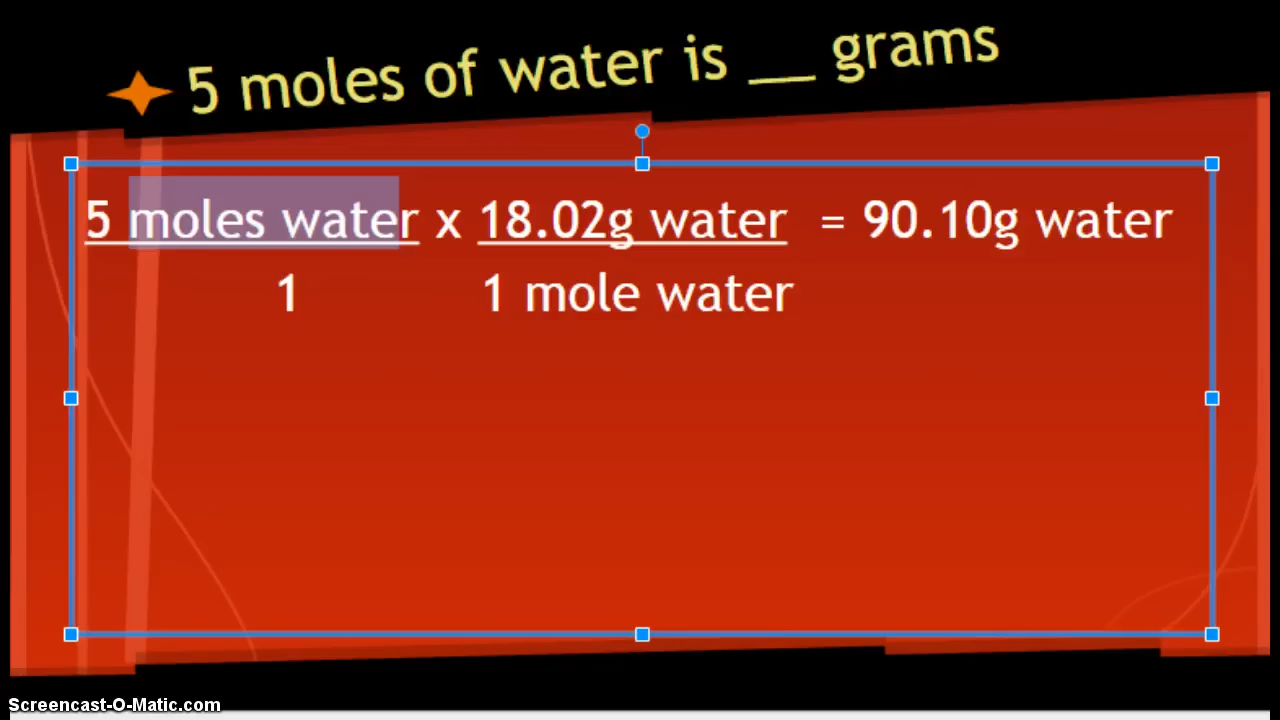 5 moles of water is __ grams
5 moles water x 18.02g water = 90.10g water
1 1 mole water
Screencast-O-Matic.com